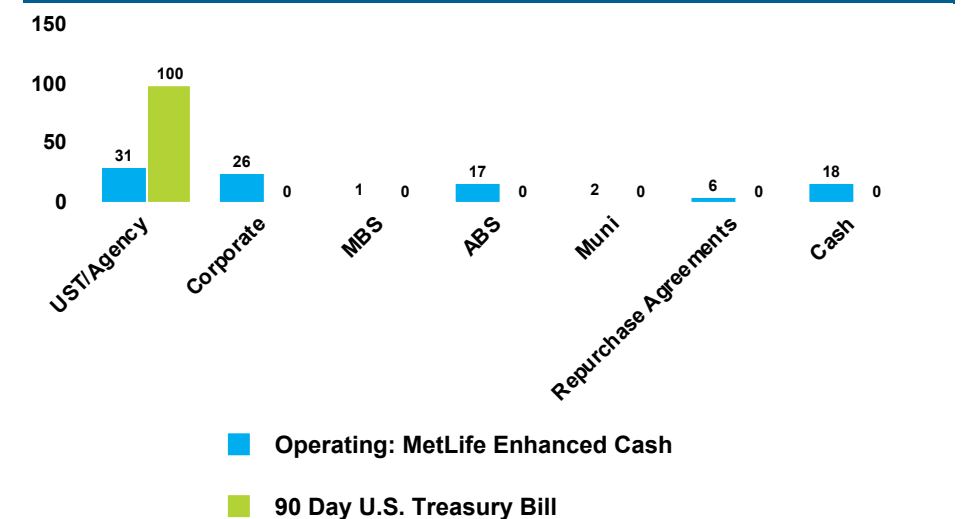 150
100
50
0
31
100
26
0
1
0
17
0
2
0
6
0
18
0
UST/Agency
Corporate
MBS
ABS
Muni
Repurchase Agreements
Cash
Operating: MetLife Enhanced Cash
90 Day U.S. Treasury Bill